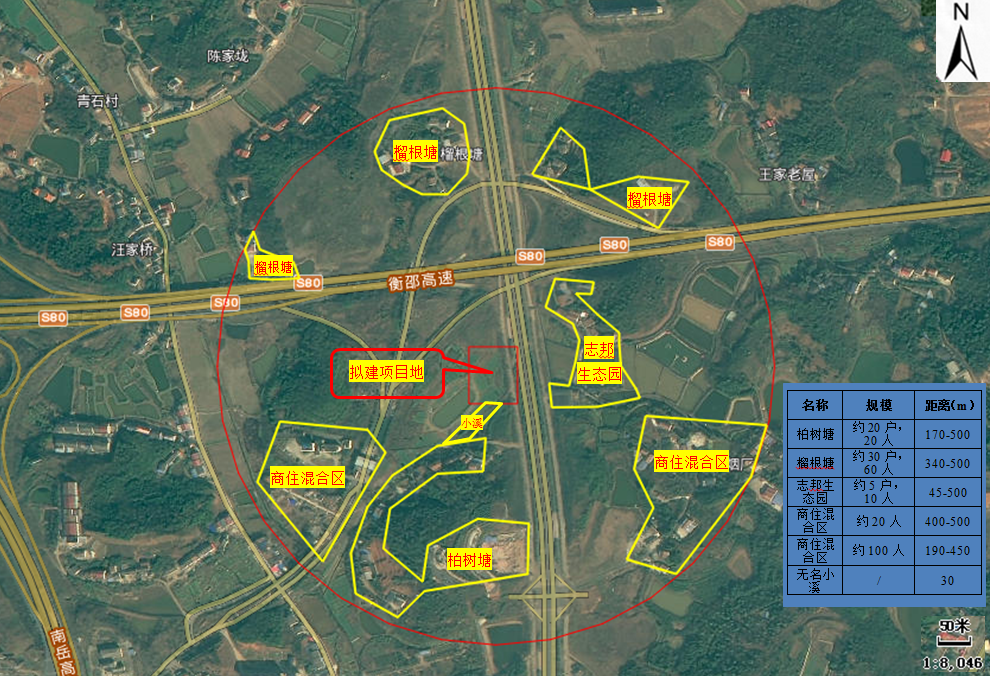 N
陈家垅
青石村
榴根塘
榴根塘
王家老屋
榴根塘
汪家桥
榴根塘
S80
S80
S80
S80
S80
S80
S80
衡邵高速
志邦
生态园
拟建项目地
小溪
商住混合区
商住混合区
烟厂
柏树塘
南岳高
名称 规模 距离(m)
柏树塘 约20户,20人 170-500
榴根塘 约30户,60人 340-500
志邦生态园 约5户,10人 45-500
商住混合区 约20人 400-500
商住混合区 约100人 190-450
无名小溪 / 30
50米
1:8,046